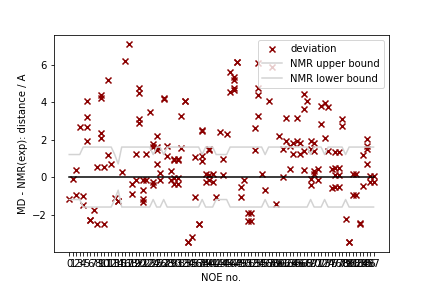 deviation
NMR upper bound
NMR lower bound
6
4
2
0
−2
MD - NMR(exp): distance / A
NOE no.